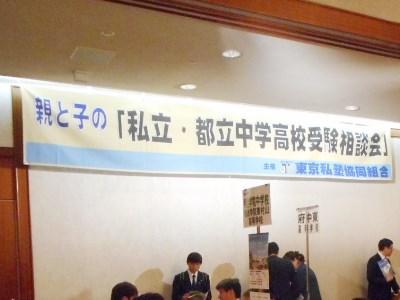 親と子の「私立・都立中学高校受験相談会」
主催 東京私塾協同組合